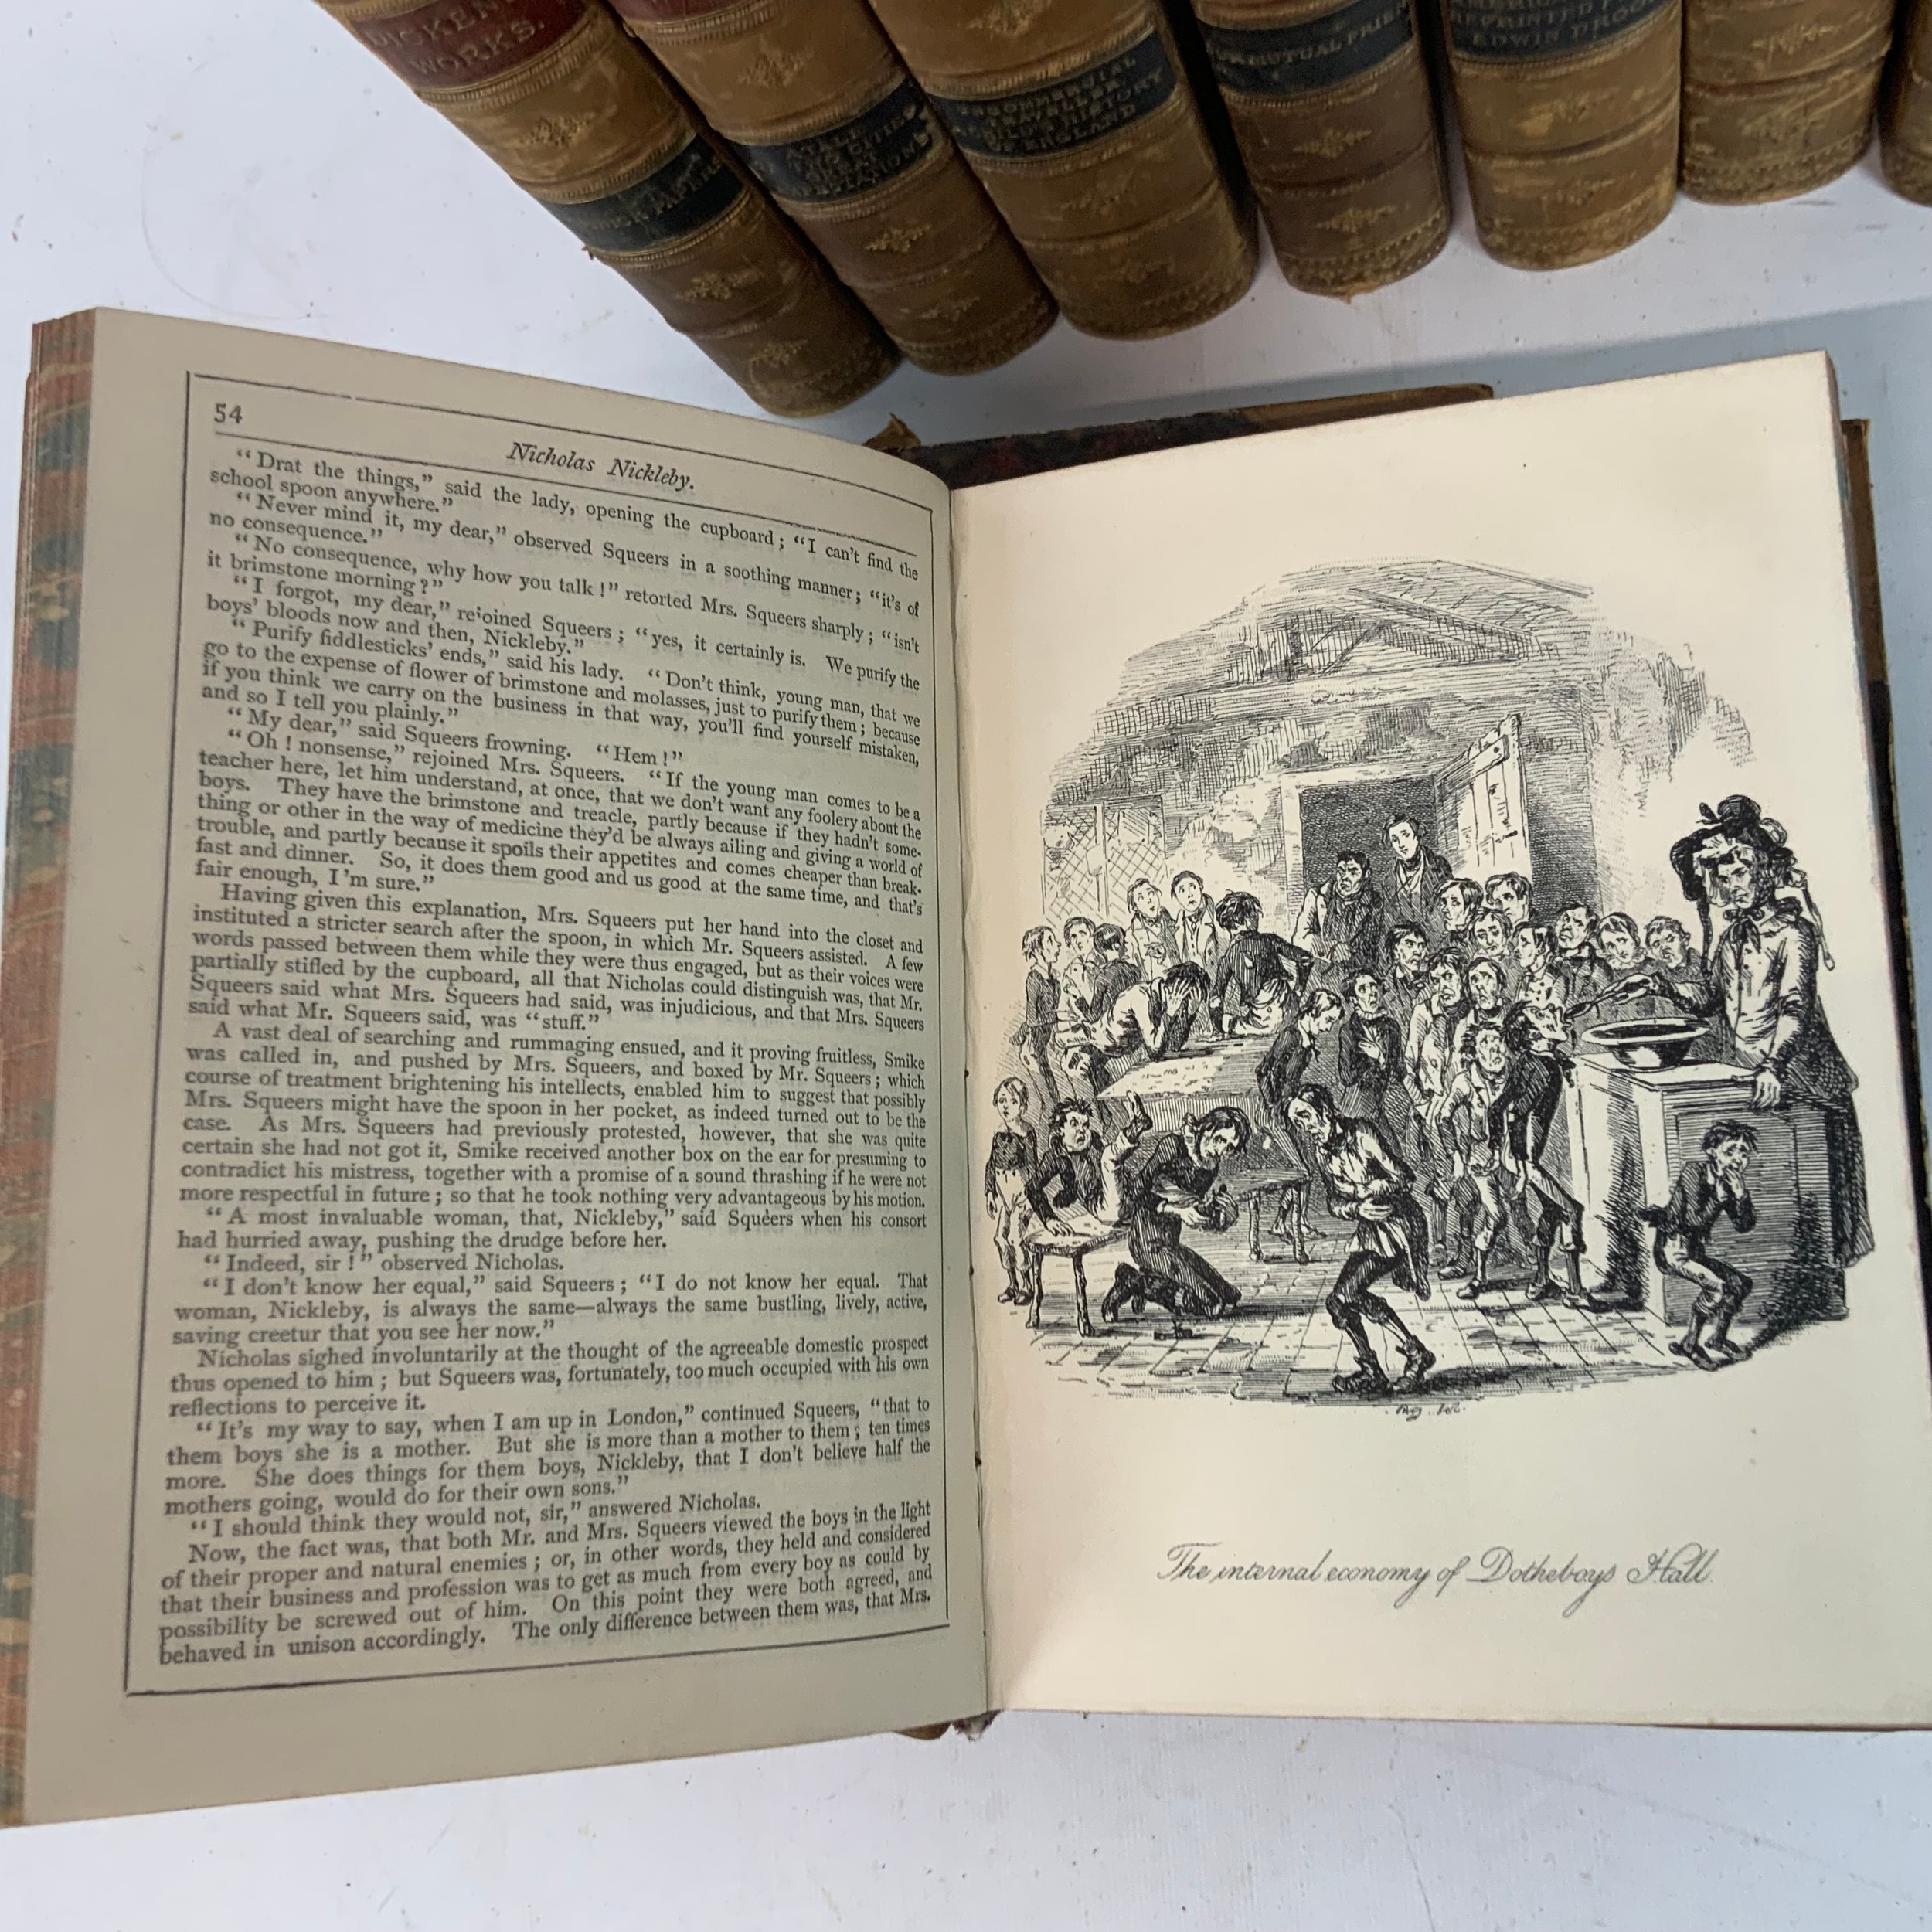 DICKENS
WORKS.
A TALE
TWO CITIES
GREAT
EXPECTATIONS
COMMERCIAL
TRAVELLER
CHILD'S HISTORY
OF ENGLAND
MUTUAL FRIEND
REPRINTED
EDWIN DROOD
54
Nicholas Nickleby.
“Drat the things,” said the lady, opening the cupboard; “I can't find the
school spoon anywhere.”
“Never mind it, my dear,” observed Squeers in a soothing manner; “it's of
no consequence.”
“No consequence, why how you talk!” retorted Mrs. Squeers sharply; “isn't
it brimstone morning?”
“I forgot, my dear,” rejoined Squeers; “yes, it certainly is. We purify the
boys' bloods now and then, Nickleby.”
“Purify fiddlesticks' ends,” said his lady. “Don't think, young man, that we
go to the expense of flower of brimstone and molasses, just to purify them; because
if you think we carry on the business in that way, you'll find yourself mistaken,
and so I tell you plainly.”
“My dear,” said Squeers frowning. “Hem!”
“Oh! nonsense,” rejoined Mrs. Squeers. “If the young man comes to be a
teacher here, let him understand, at once, that we don't want any foolery about the
boys. They have the brimstone and treacle, partly because if they hadn't some-
thing or other in the way of medicine they'd be always ailing and giving a world of
trouble, and partly because it spoils their appetites and comes cheaper than break-
fast and dinner. So, it does them good and us good at the same time, and that's
fair enough, I'm sure.”
Having given this explanation, Mrs. Squeers put her hand into the closet and
instituted a stricter search after the spoon, in which Mr. Squeers assisted. A few
words passed between them while they were thus engaged, but as their voices were
partially stifled by the cupboard, all that Nicholas could distinguish was, that Mr.
Squeers said what Mrs. Squeers had said, was injudicious, and that Mrs. Squeers
said what Mr. Squeers said, was “stuff.”
A vast deal of searching and rummaging ensued, and it proving fruitless, Smike
was called in, and pushed by Mrs. Squeers, and boxed by Mr. Squeers; which
course of treatment brightening his intellects, enabled him to suggest that possibly
Mrs. Squeers might have the spoon in her pocket, as indeed turned out to be the
case. As Mrs. Squeers had previously protested, however, that she was quite
certain she had not got it, Smike received another box on the ear for presuming to
contradict his mistress, together with a promise of a sound thrashing if he were not
more respectful in future; so that he took nothing very advantageous by his motion.
“A most invaluable woman, that, Nickleby,” said Squeers when his consort
had hurried away, pushing the drudge before her.
“Indeed, sir!” observed Nicholas.
“I don't know her equal,” said Squeers; “I do not know her equal. That
woman, Nickleby, is always the same—always the same bustling, lively, active,
saving creetur that you see her now.”
Nicholas sighed involuntarily at the thought of the agreeable domestic prospect
thus opened to him; but Squeers was, fortunately, too much occupied with his own
reflections to perceive it.
“It's my way to say, when I am up in London,” continued Squeers, “that to
them boys she is a mother. But she is more than a mother to them; ten times
more. She does things for them boys, Nickleby, that I don't believe half the
mothers going, would do for their own sons.”
“I should think they would not, sir,” answered Nicholas.
Now, the fact was, that both Mr. and Mrs. Squeers viewed the boys in the light
of their proper and natural enemies; or, in other words, they held and considered
that their business and profession was to get as much from every boy as could by
possibility be screwed out of him. On this point they were both agreed, and
behaved in unison accordingly. The only difference between them was, that Mrs.
The internal economy of Dotheboys Hall.